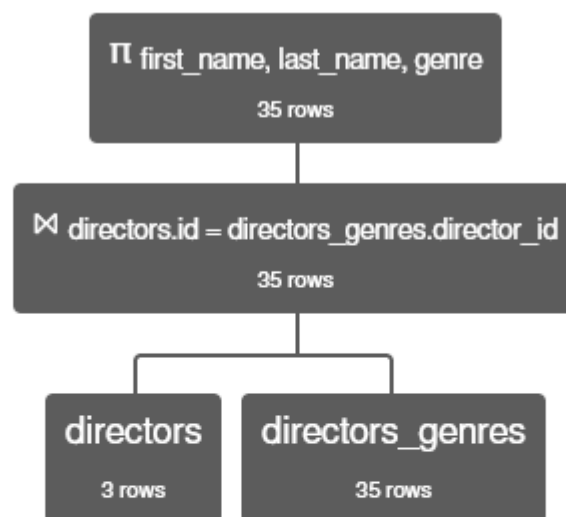 π first_name, last_name, genre
35 rows
⋈ directors.id = directors_genres.director_id
35 rows
directors
3 rows
directors_genres
35 rows